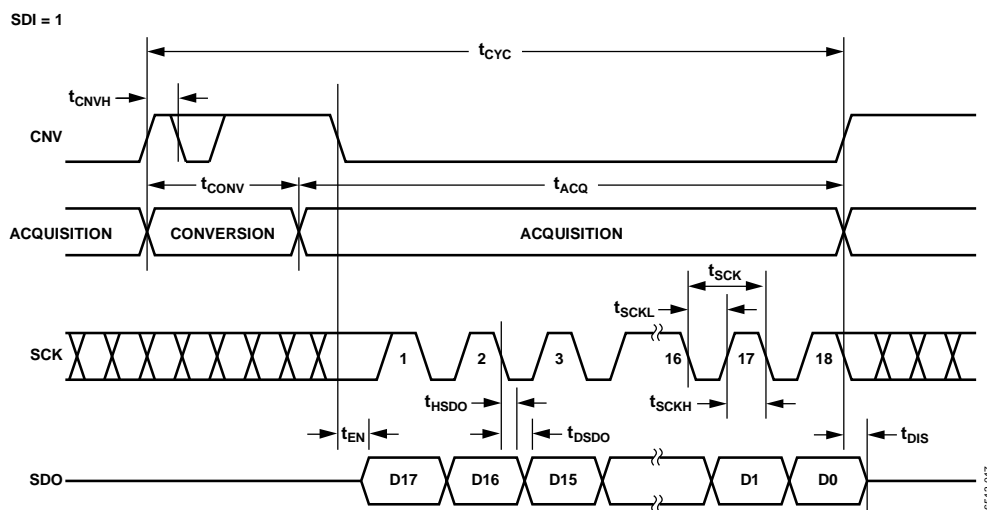 SDI = 1
tCYC
tCNVH
CNV
tCONV
tACQ
ACQUISITION
CONVERSION
ACQUISITION
tSCK
tSCKL
SCK
1
2
3
16
17
18
tHSDO
tSCKH
tEN
tDSDO
tDIS
SDO
D17
D16
D15
D1
D0